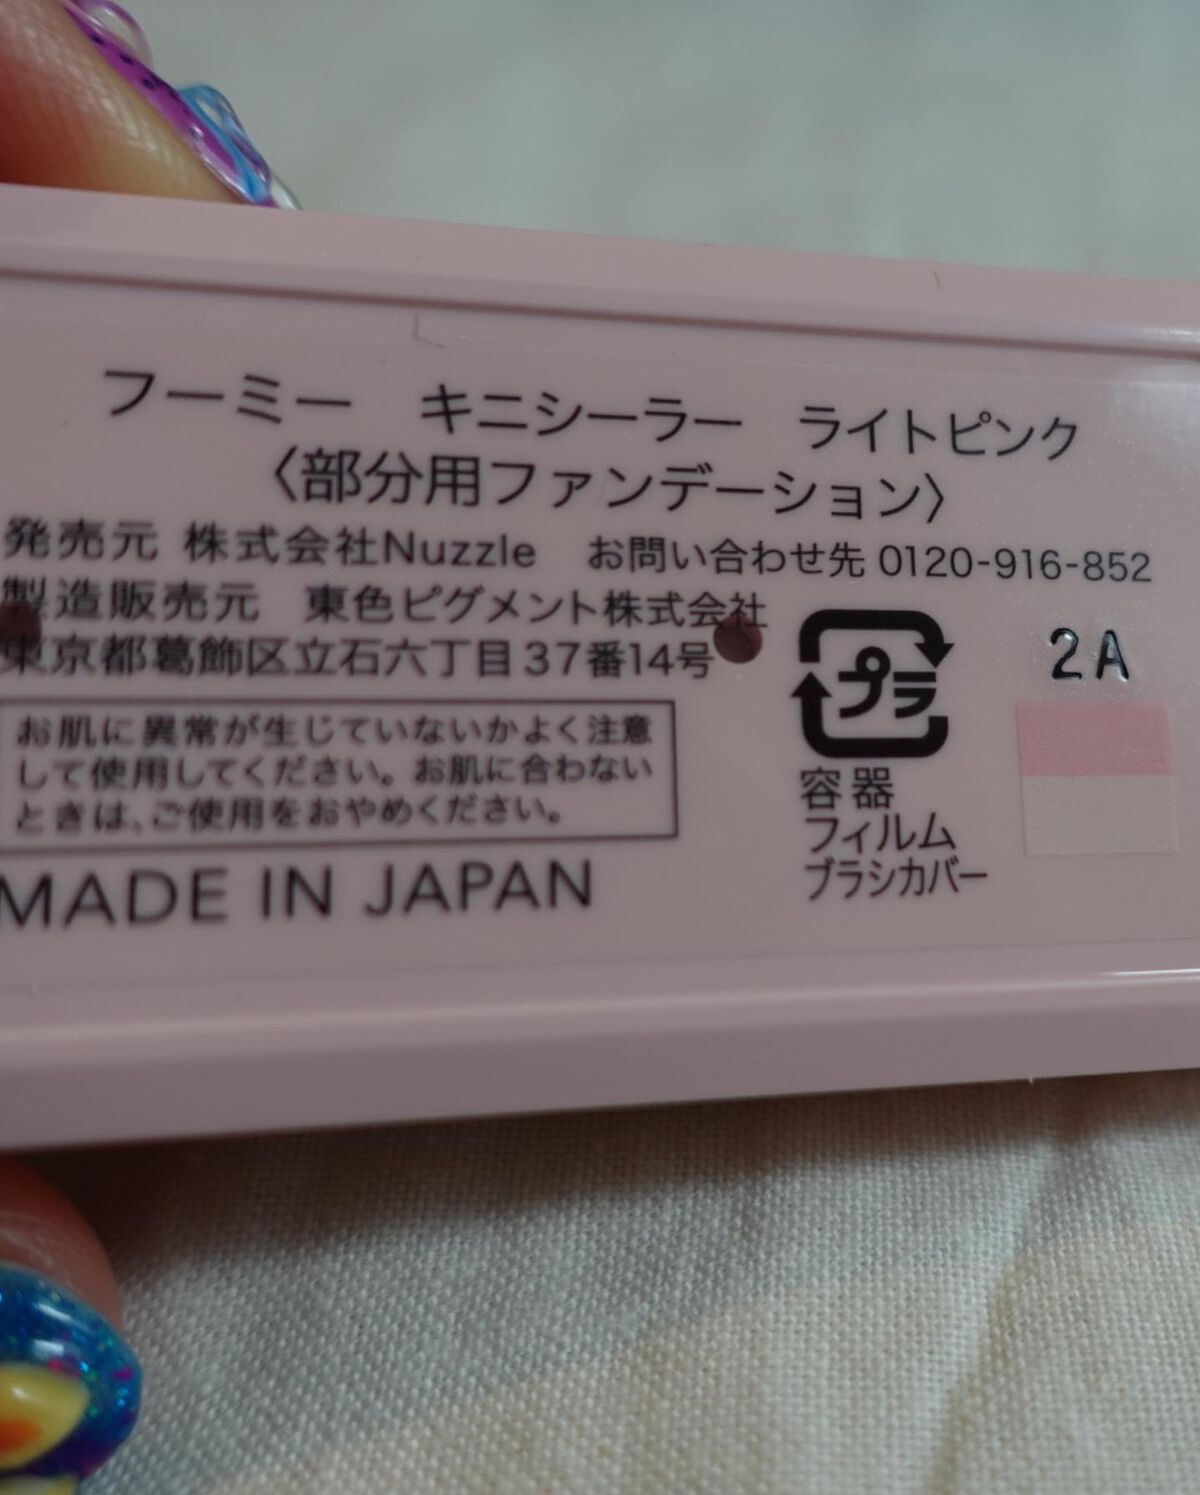 フーミー キニシーラー ライトピンク
〈部分用ファンデーション〉
発売元 株式会社Nuzzle お問い合わせ先 0120-916-852
製造販売元 東色ピグメント株式会社
東京都葛飾区立石六丁目37番14号
お肌に異常が生じていないかよく注意
して使用してください。お肌に合わない
ときは、ご使用をおやめください。
MADE IN JAPAN
プラ
容器
フィルム
ブラシカバー
2A